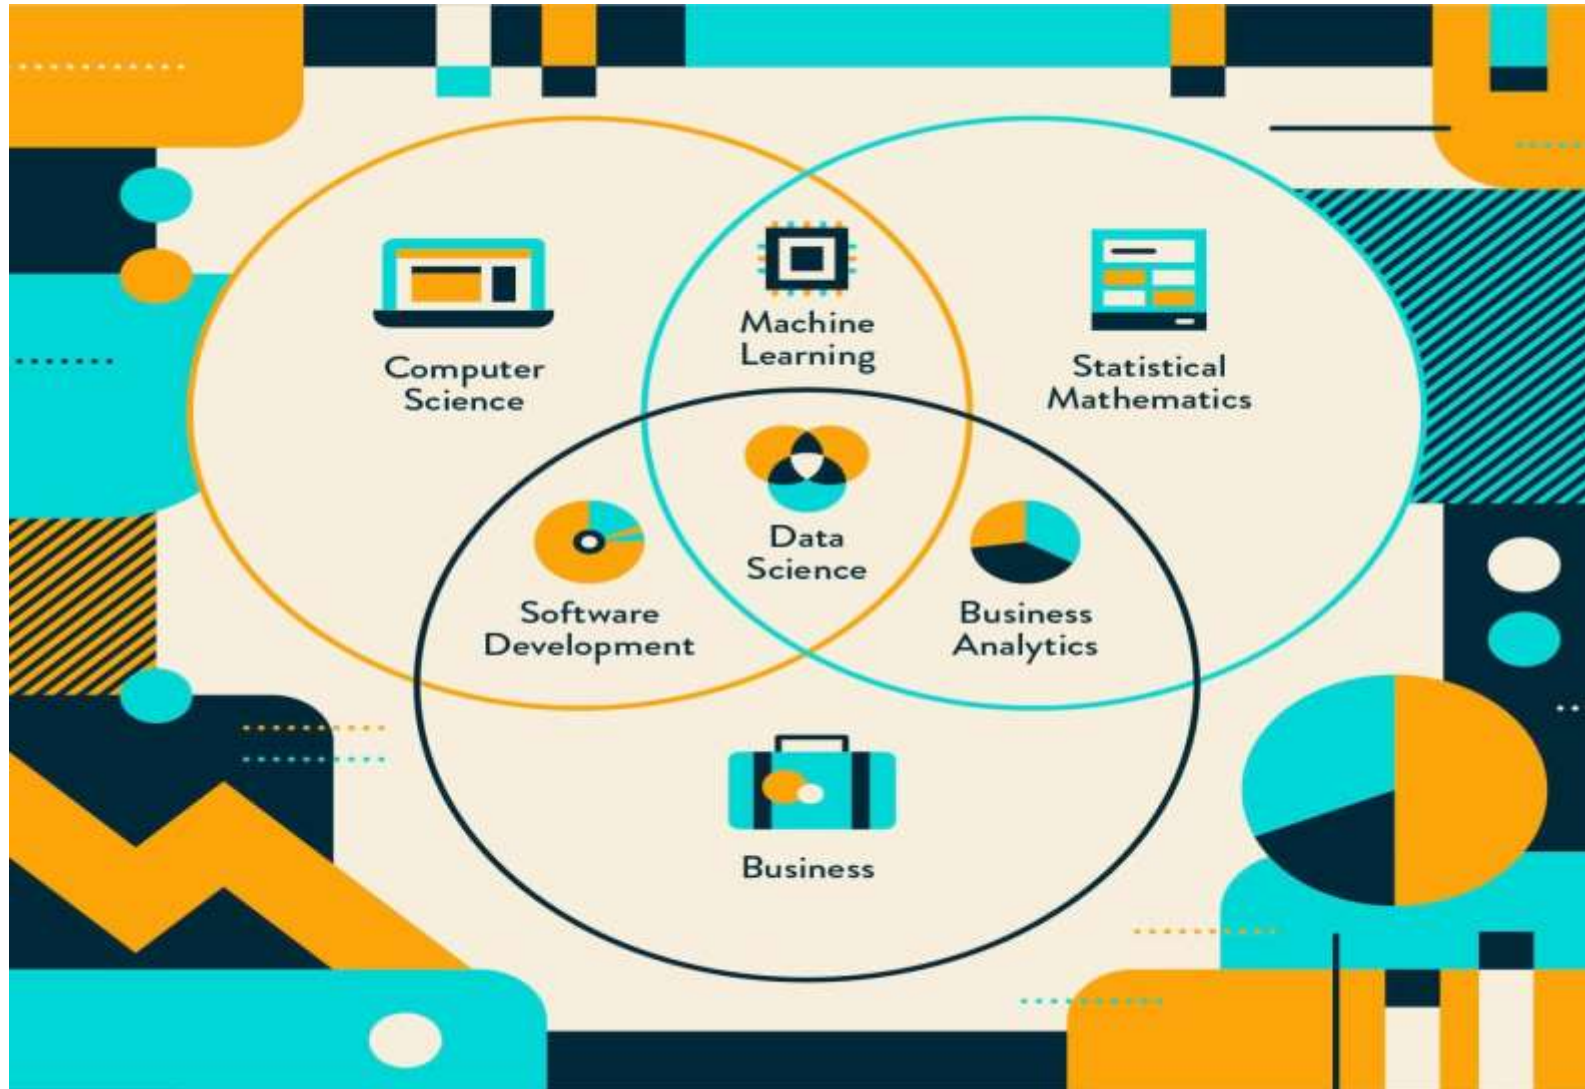 Computer
Science
Machine
Learning
Statistical
Mathematics
Data
Science
Software
Development
Business
Analytics
Business